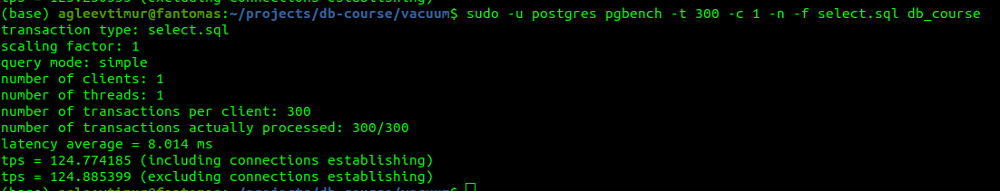 (base) agleevtimur@fantomas:~/projects/db-course/vacuum$ sudo -u postgres pgbench -t 300 -c 1 -n -f select.sql db_course
transaction type: select.sql
scaling factor: 1
query mode: simple
number of clients: 1
number of threads: 1
number of transactions per client: 300
number of transactions actually processed: 300/300
latency average = 8.014 ms
tps = 124.774185 (including connections establishing)
tps = 124.885399 (excluding connections establishing)
(base) agleevtimur@fantomas:~/projects/db-course/vacuum$